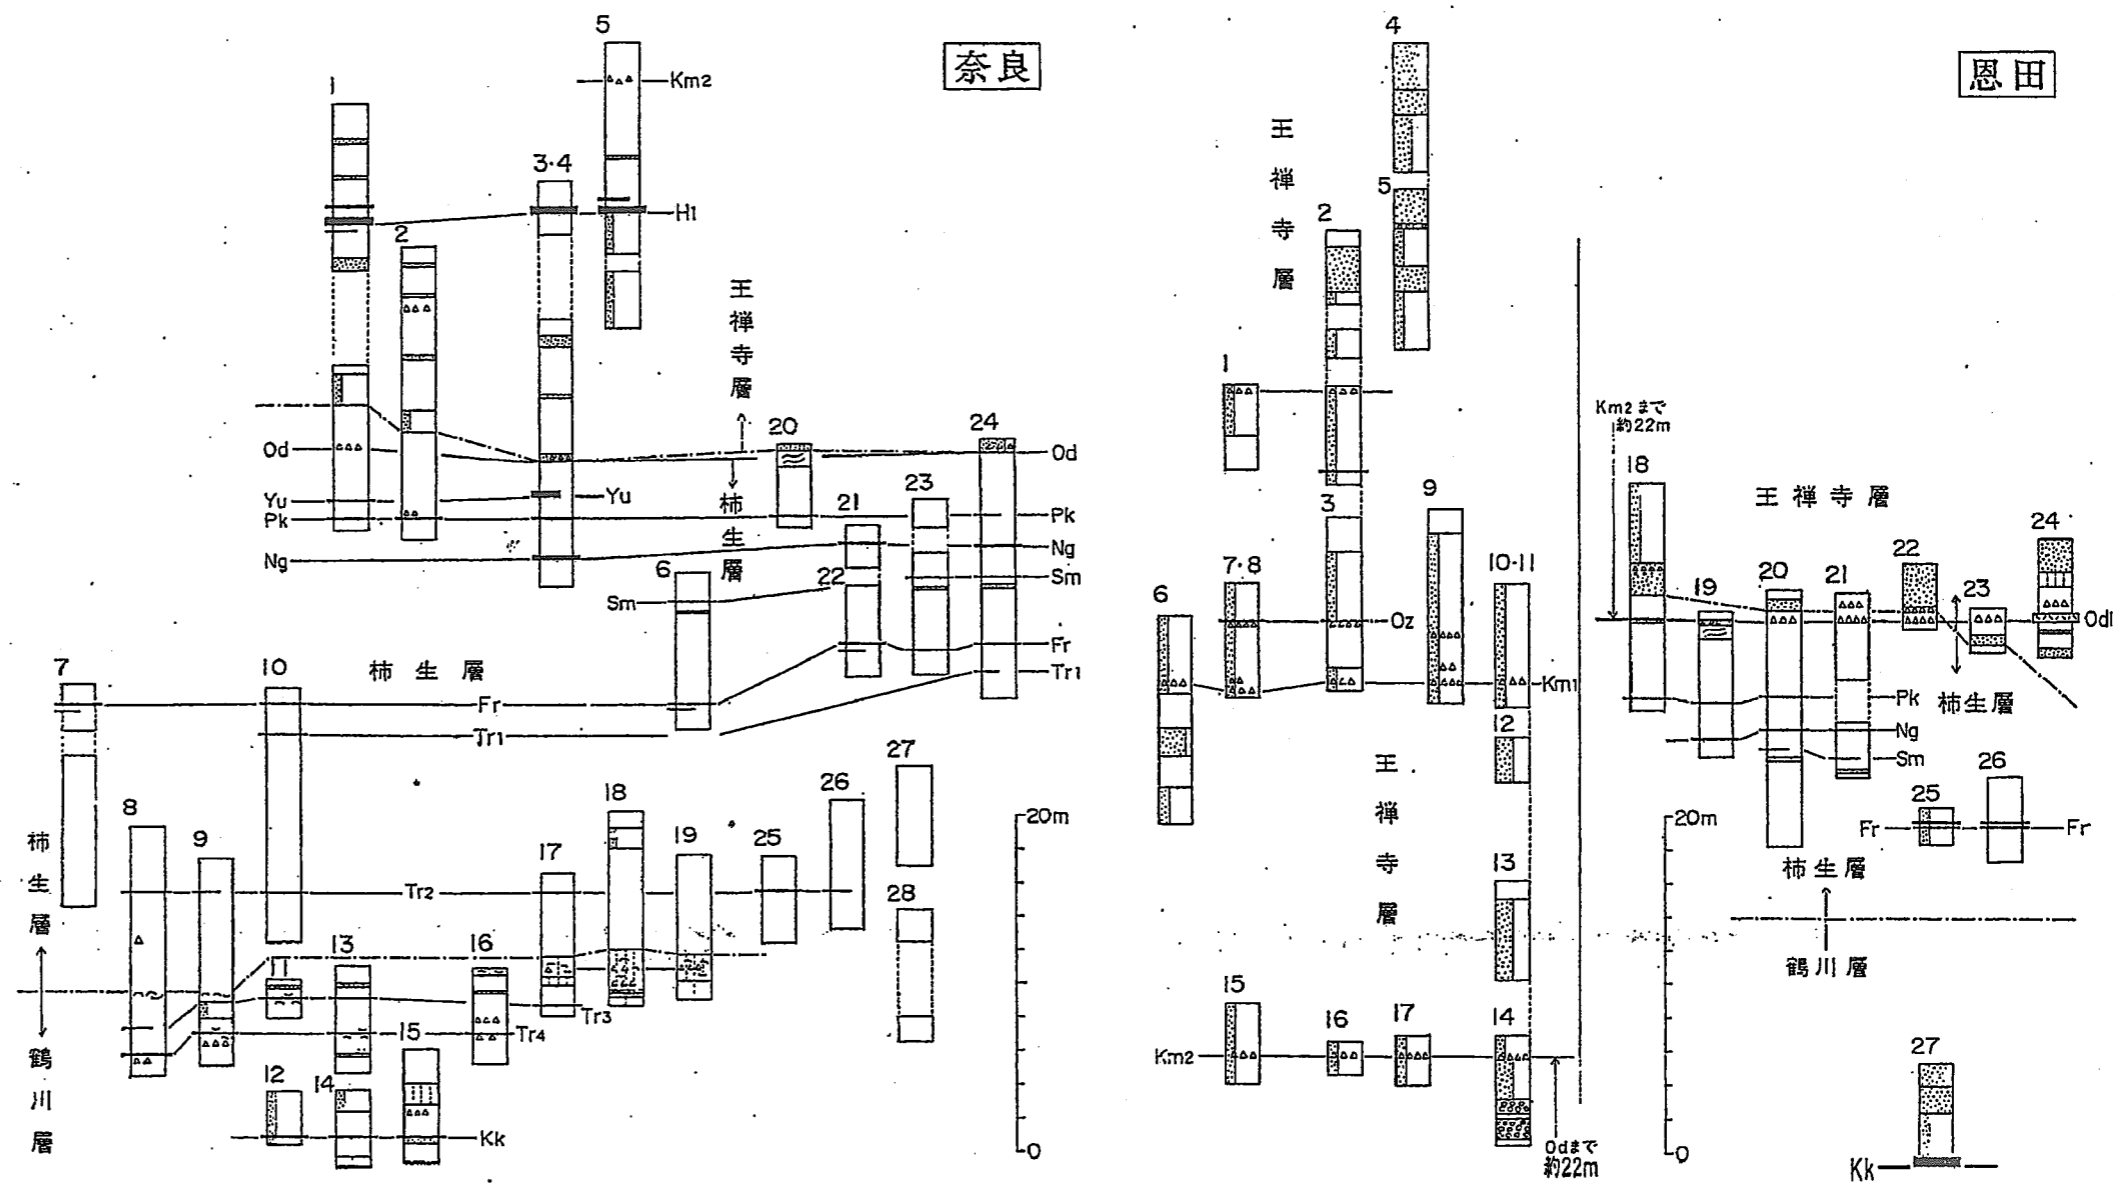 奈良
1
2
3·4
5
Km2
H1
王禅寺層
Od
Yu
Yu
Pk
Ng
柿生層
20
21
22
23
24
Od
Pk
Ng
Sm
Fr
Tr1
6
Sm
7
10
柿生層
Fr
Tr1
8
9
17
18
19
25
26
27
28
Tr2
柿生層
鶴川層
13
16
Tr3
Tr4
12
14
15
Kk
20m
0
恩田
4
5
王禅寺層
1
2
3
9
6
7·8
10·11
Oz
Km1
12
王禅寺層
13
15
16
17
14
Km2
Odまで
約22m
Km2まで
約22m
18
王禅寺層
19
20
21
22
23
24
Od1
Pk
柿生層
Ng
Sm
25
26
Fr
Fr
柿生層
鶴川層
20m
0
27
Kk